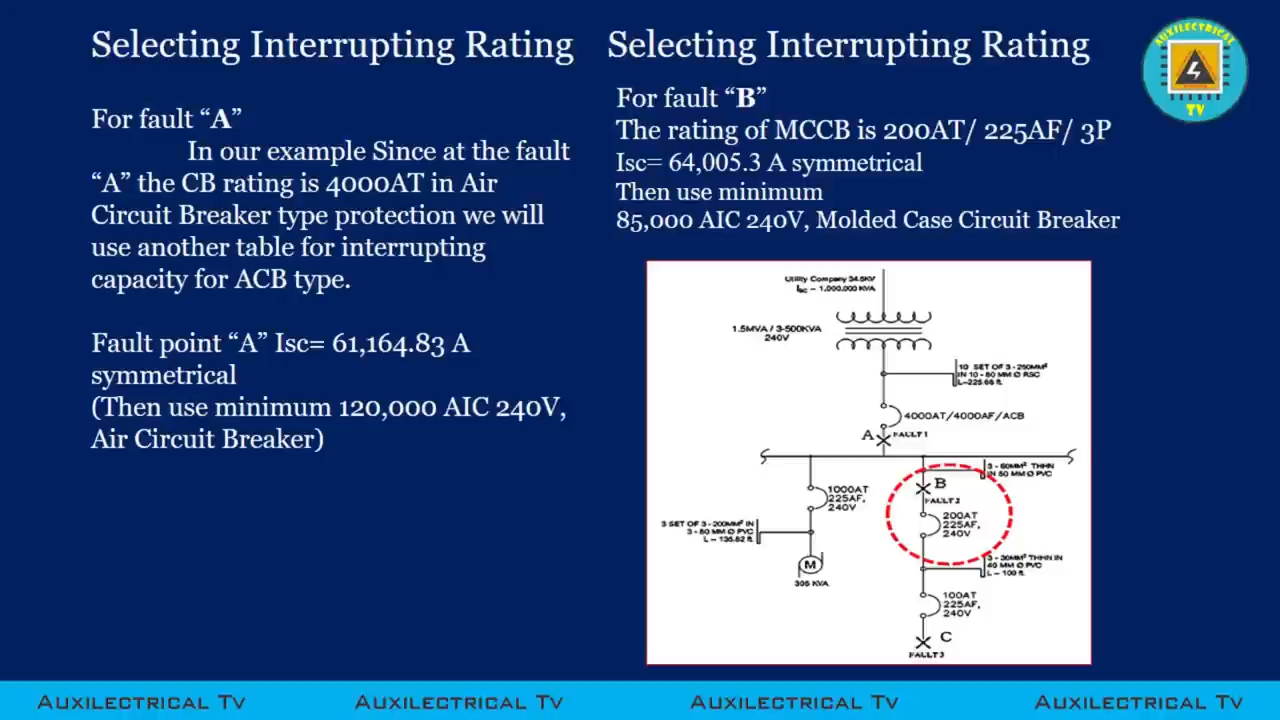 Selecting Interrupting Rating
For fault “A”
In our example Since at the fault
“A” the CB rating is 4000AT in Air
Circuit Breaker type protection we will
use another table for interrupting
capacity for ACB type.
Fault point “A” Isc= 61,164.83 A
symmetrical
(Then use minimum 120,000 AIC 240V,
Air Circuit Breaker)
Selecting Interrupting Rating
For fault “B”
The rating of MCCB is 200AT/ 225AF/ 3P
Isc= 64,005.3 A symmetrical
Then use minimum
85,000 AIC 240V, Molded Case Circuit Breaker
AUXILECTRICAL
TV
Utility Company 34.5KV
Isc = 1,000,000 KVA
1.5MVA / 3-500KVA
240V
10 SET OF 3 - 250MM²
IN 10 - 80 MM Ø RSC
L=225.66 ft.
4000AT/4000AF/ACB
A
FAULT 1
3 - 60MM² THHN
IN 50 MM Ø PVC
B
FAULT 2
1000AT
225AF,
240V
200AT
225AF,
240V
3 SET OF 3 - 200MM² IN
3 - 80 MM Ø PVC
L = 135.82 ft.
M
305 KVA
3 - 30MM² THHN IN
40 MM Ø PVC
L = 100 ft.
100AT
225AF,
240V
C
FAULT 3
Auxilectrical Tv
Auxilectrical Tv
Auxilectrical Tv
Auxilectrical Tv